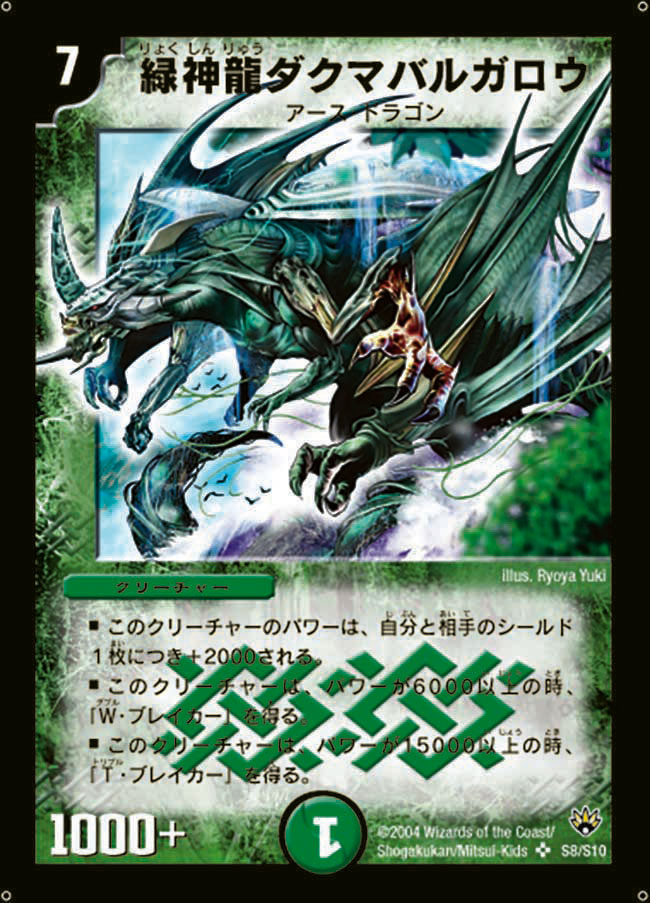 7
りょく しん りゅう
緑神龍ダクマバルガロウ
アース ドラゴン
illus. Ryoya Yuki
クリーチャー
■ このクリーチャーのパワーは、自分と相手のシールド
1枚につき+2000される。
■ このクリーチャーは、パワーが6000以上の時、
「W・ブレイカー」を得る。
■ このクリーチャーは、パワーが15000以上の時、
「T・ブレイカー」を得る。
1000+
1
©2004 Wizards of the Coast/
Shogakukan/Mitsui-Kids S8/S10